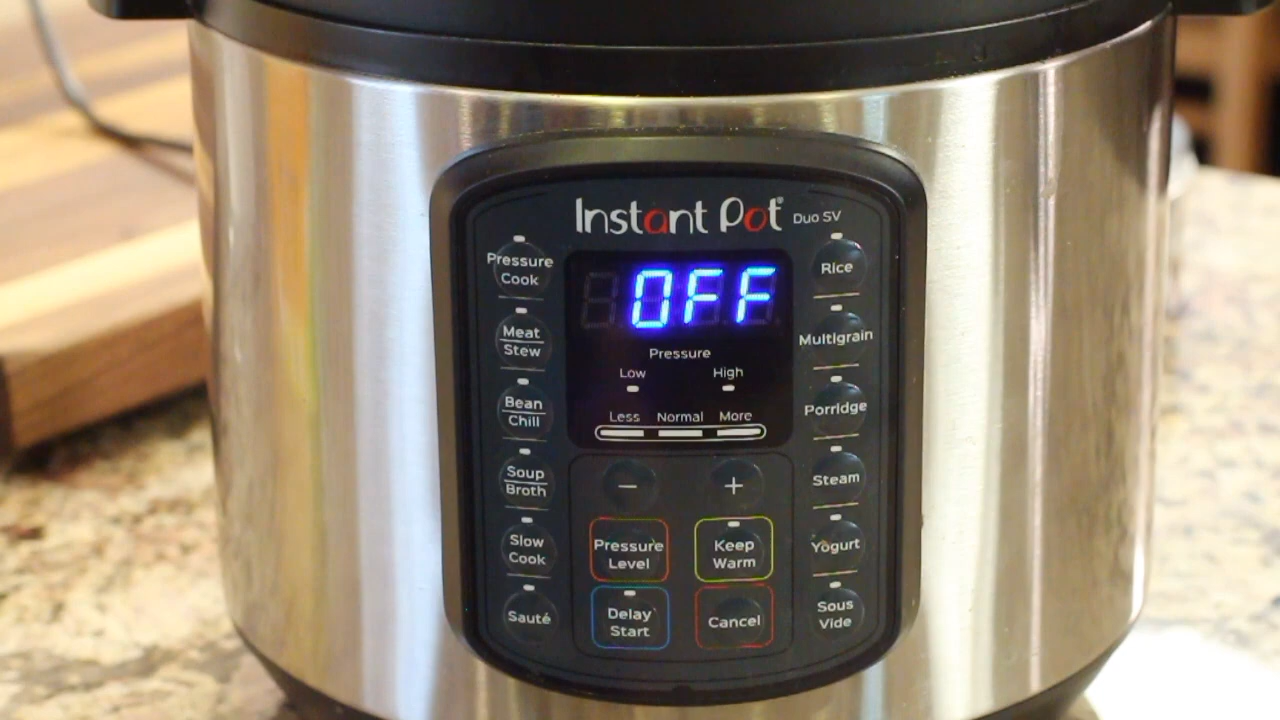 Instant Pot® Duo SV
Pressure
Cook
Meat
Stew
Bean
Chili
Soup
Broth
Slow
Cook
Sauté
OFF
Pressure
Low High
Less Normal More
− +
Pressure
Level
Keep
Warm
Delay
Start
Cancel
Rice
Multigrain
Porridge
Steam
Yogurt
Sous
Vide